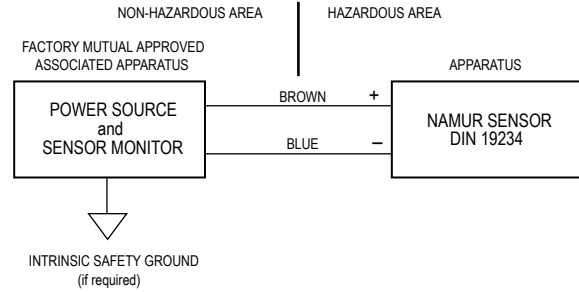 NON-HAZARDOUS AREA
HAZARDOUS AREA
FACTORY MUTUAL APPROVED
ASSOCIATED APPARATUS
APPARATUS
POWER SOURCE
and
SENSOR MONITOR
BROWN
+
BLUE
–
NAMUR SENSOR
DIN 19234
INTRINSIC SAFETY GROUND
(if required)